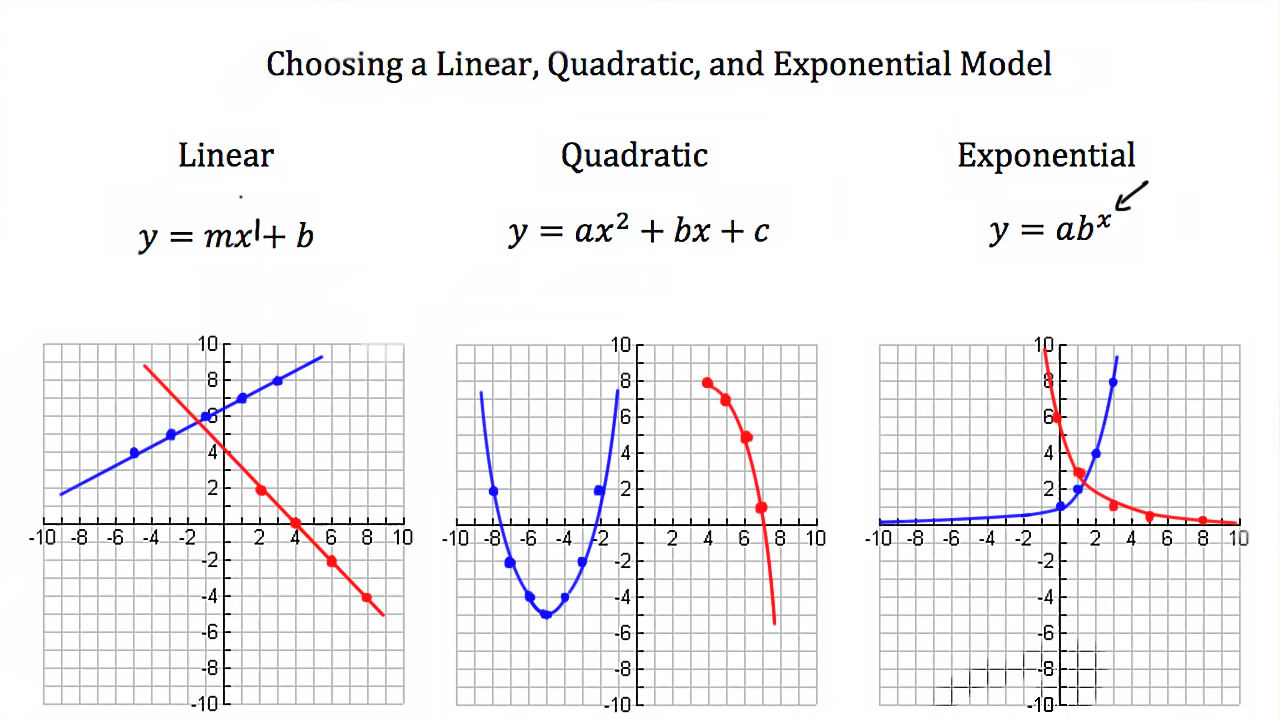 Choosing a Linear, Quadratic, and Exponential Model
Linear Quadratic Exponential
y = mx¹ + b y = ax² + bx + c y = abˣ
10 10 10
8 8 8
6 6 6
4 4 4
2 2 2
-10 -8 -6 -4 -2 2 4 6 8 10 -10 -8 -6 -4 -2 2 4 6 8 10 -10 -8 -6 -4 -2 2 4 6 8 10
-2 -2 -2
-4 -4 -4
-6 -6 -6
-8 -8 -8
-10 -10 -10